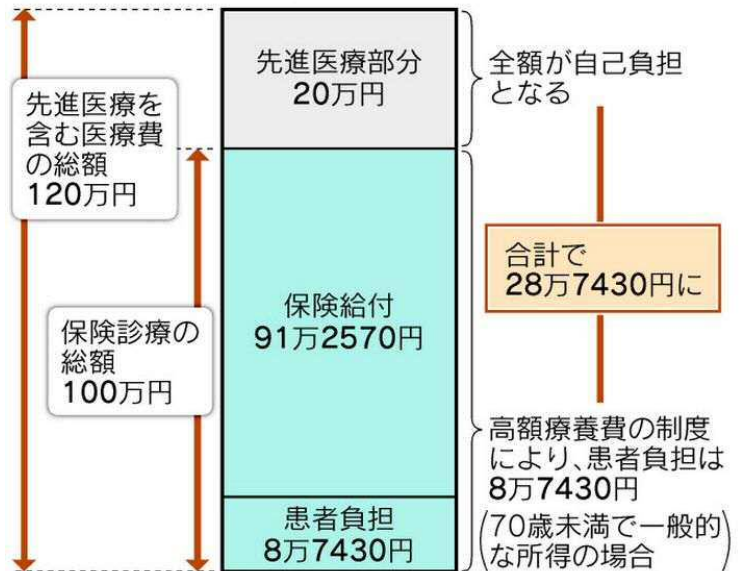 先進医療を
含む医療費
の総額
120万円
保険診療の
総額
100万円
先進医療部分
20万円
保険給付
91万2570円
患者負担
8万7430円
全額が自己負担
となる
合計で
28万7430円に
高額療養費の制度
により、患者負担は
8万7430円
(70歳未満で一般的
な所得の場合)